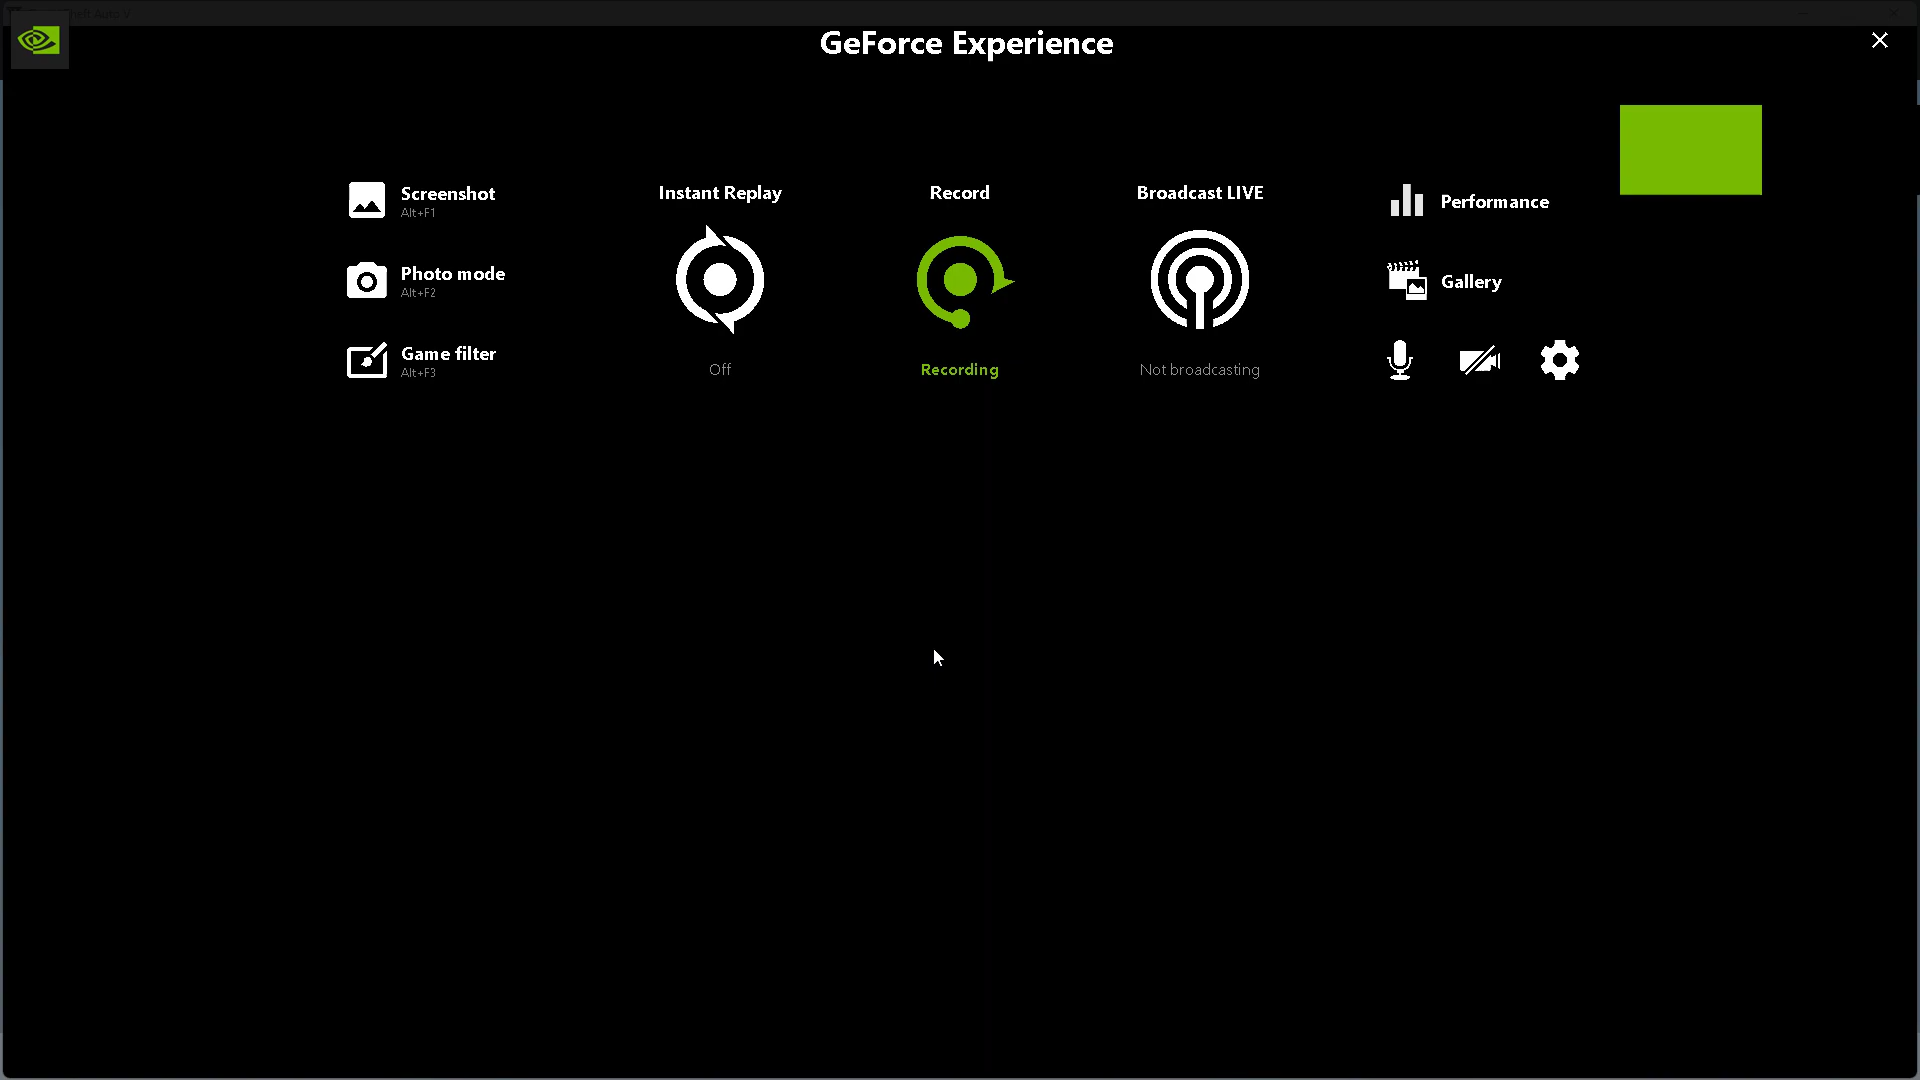 GeForce Experience
Screenshot
Alt+F1
Photo mode
Alt+F2
Game filter
Alt+F3
Instant Replay
Off
Record
Recording
Broadcast LIVE
Not broadcasting
Performance
Gallery